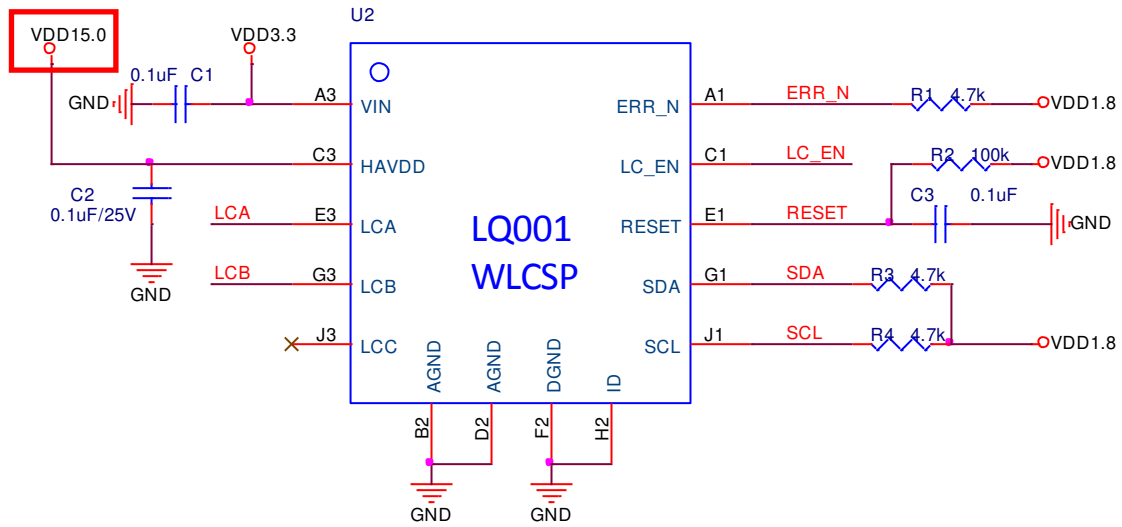 U2
VDD15.0
VDD3.3
0.1uF C1
GND
A3
VIN
ERR_N
A1
ERR_N
R1 4.7k
VDD1.8
C3
HAVDD
LC_EN
C1
LC_EN
R2 100k
VDD1.8
C2
0.1uF/25V
GND
LCA
E3
LCA
RESET
E1
RESET
C3 0.1uF
GND
LQ001
WLCSP
LCB
G3
LCB
SDA
G1
SDA
R3 4.7k
J3
LCC
SCL
J1
SCL
R4 4.7k
VDD1.8
AGND
AGND
DGND
ID
B2
D2
F2
H2
GND
GND